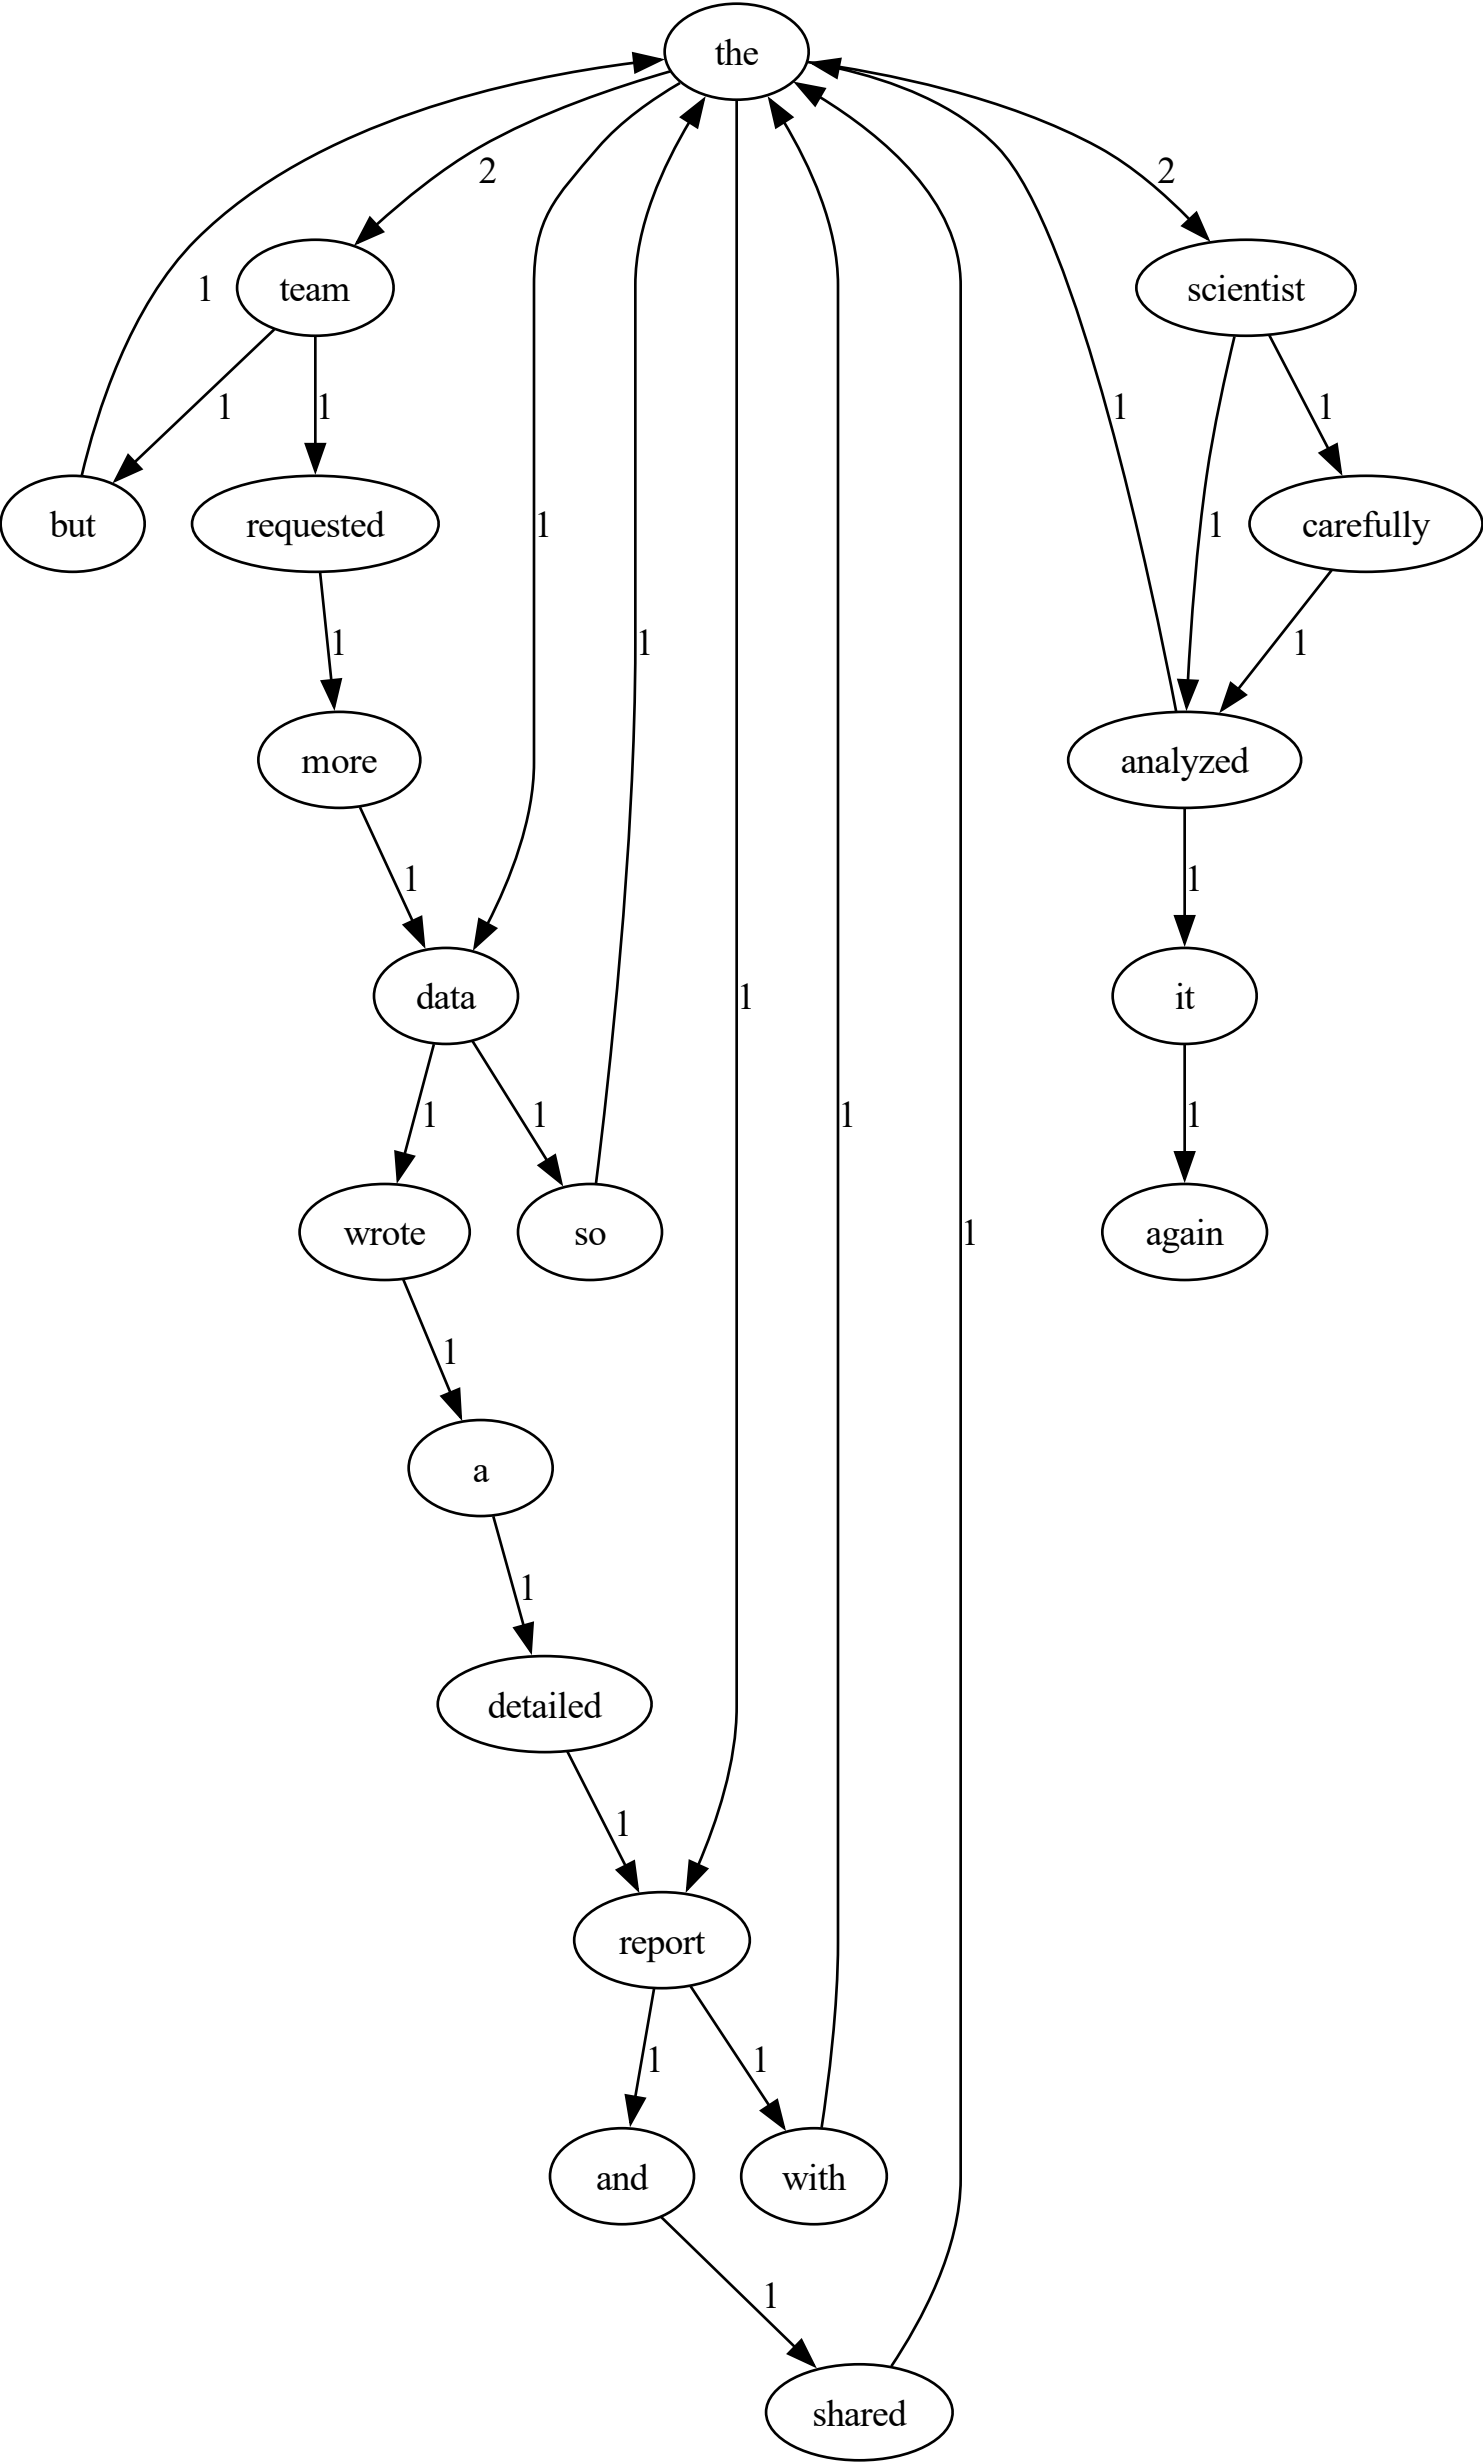 the
2
2
team
1
scientist
1
1
1
1
but
requested
1
1
carefully
1
1
1
more
analyzed
1
1
data
1
it
1
1
1
1
wrote
so
1
again
1
a
1
detailed
1
report
1
1
and
with
1
shared